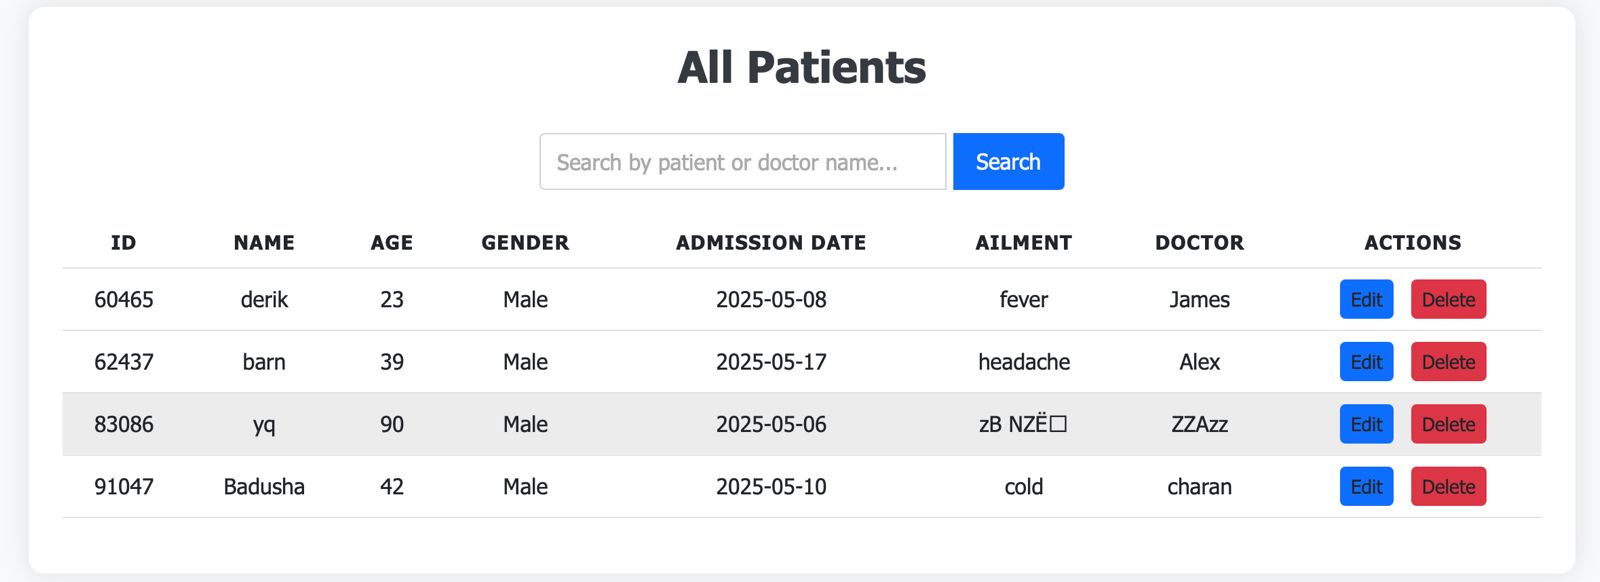 All Patients
Search by patient or doctor name...
Search
ID NAME AGE GENDER ADMISSION DATE AILMENT DOCTOR ACTIONS
60465 derik 23 Male 2025-05-08 fever James Edit Delete
62437 barn 39 Male 2025-05-17 headache Alex Edit Delete
83086 yq 90 Male 2025-05-06 zB NZË□ ZZAzz Edit Delete
91047 Badusha 42 Male 2025-05-10 cold charan Edit Delete